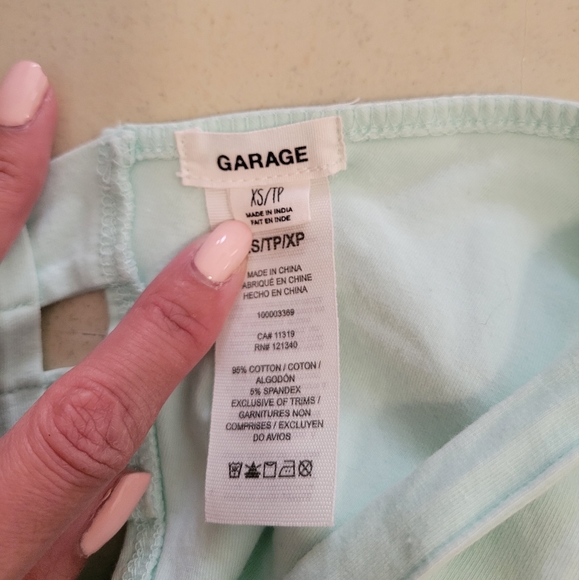 GARAGE
XS/TP
MADE IN INDIA
FAIT EN INDE
S/TP/XP
MADE IN CHINA
FABRIQUÉ EN CHINE
HECHO EN CHINA
100003369
CA# 11319
RN# 121340
95% COTTON / COTON /
ALGODÓN
5% SPANDEX
EXCLUSIVE OF TRIMS /
GARNITURES NON
COMPRISES / EXCLUYEN
DO AVIOS